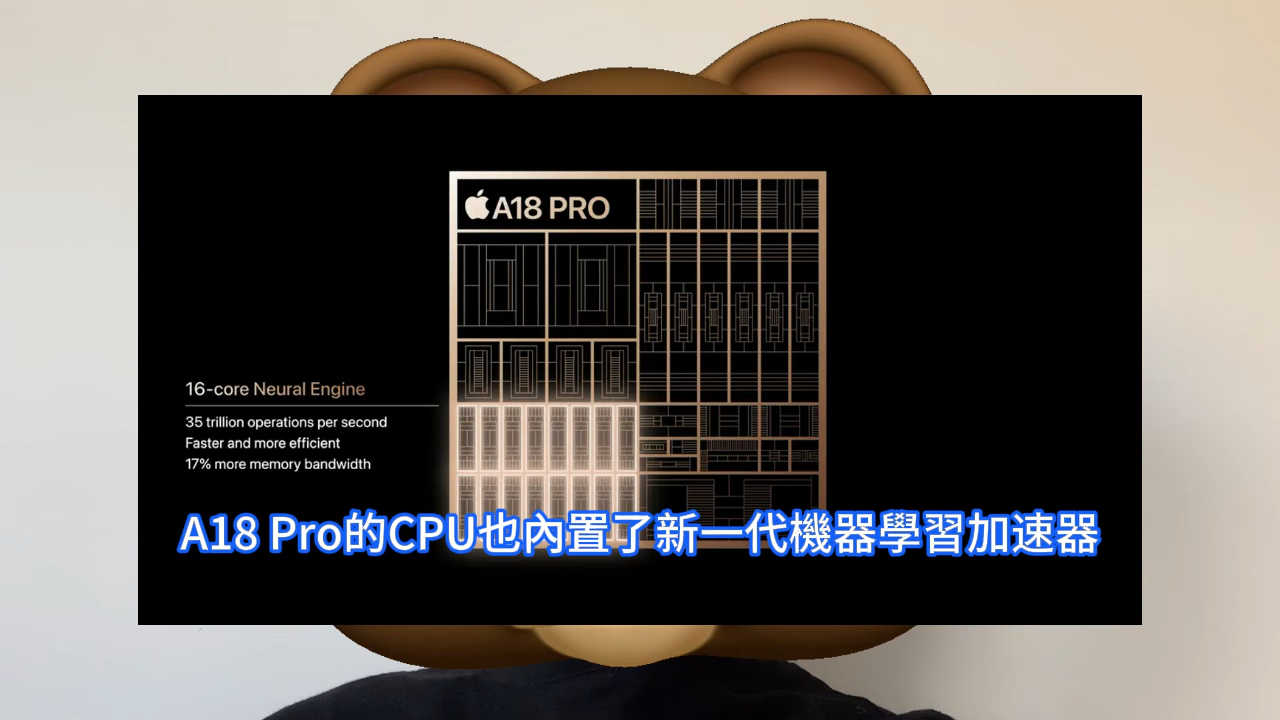 A18 PRO
16-core Neural Engine
35 trillion operations per second
Faster and more efficient
17% more memory bandwidth
A18 Pro的CPU也內置了新一代機器學習加速器